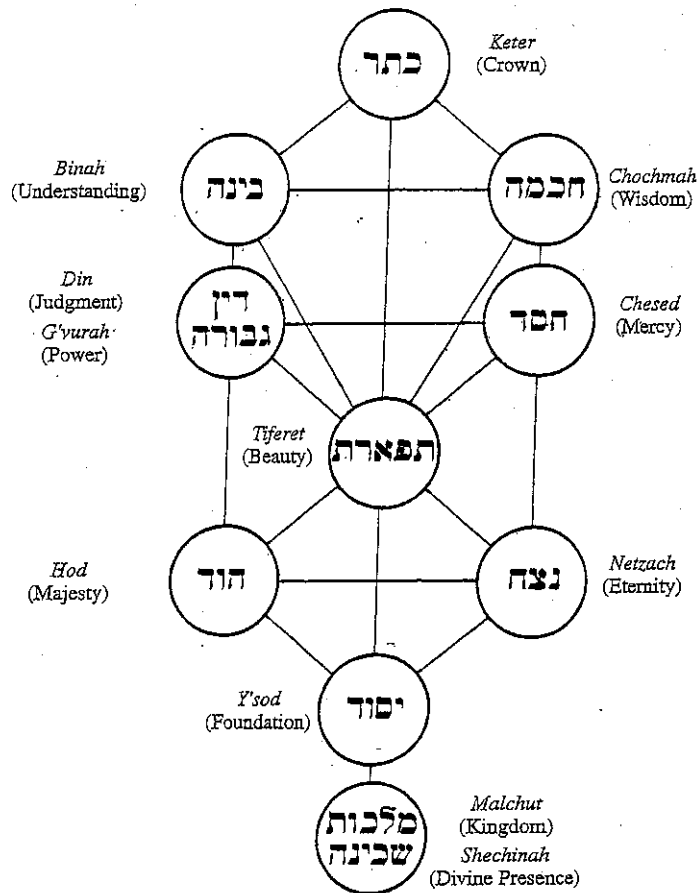 כתר
Keter
(Crown)
Binah
(Understanding)
בינה
חכמה
Chochmah
(Wisdom)
Din
(Judgment)
G'vurah
(Power)
דין
גבורה
חסד
Chesed
(Mercy)
Tiferet
(Beauty)
תפארת
Hod
(Majesty)
הוד
נצח
Netzach
(Eternity)
Y'sod
(Foundation)
יסוד
מלכות
שכינה
Malchut
(Kingdom)
Shechinah
(Divine Presence)